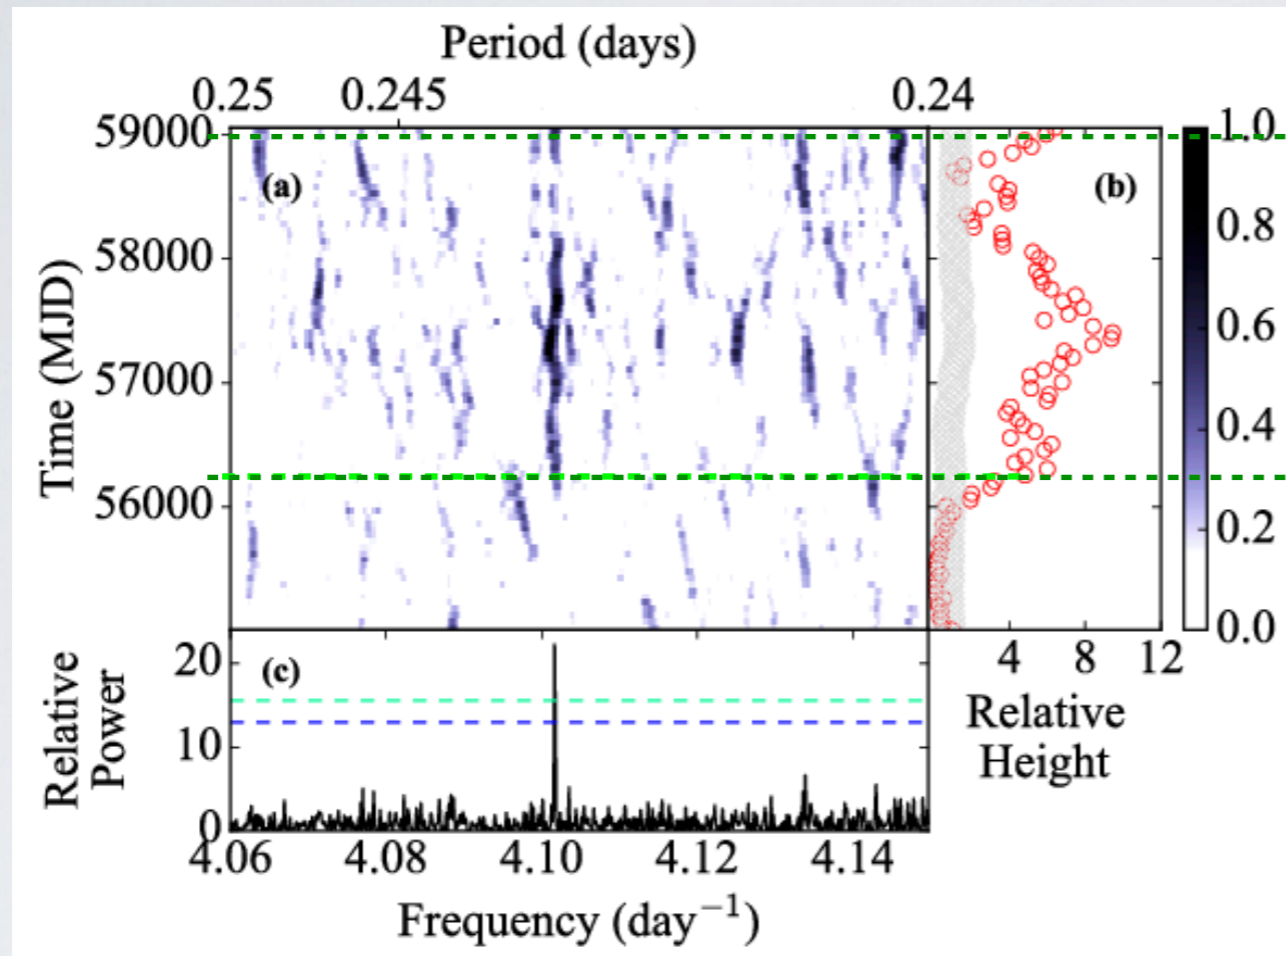 Period (days)
0.25 0.245 0.24
59000
58000
57000
56000
Time (MJD)
(a)
(b)
1.0
0.8
0.6
0.4
0.2
0.0
4 8 12
Relative
Height
(c)
20
10
0
Relative
Power
4.06 4.08 4.10 4.12 4.14
Frequency (day⁻¹)